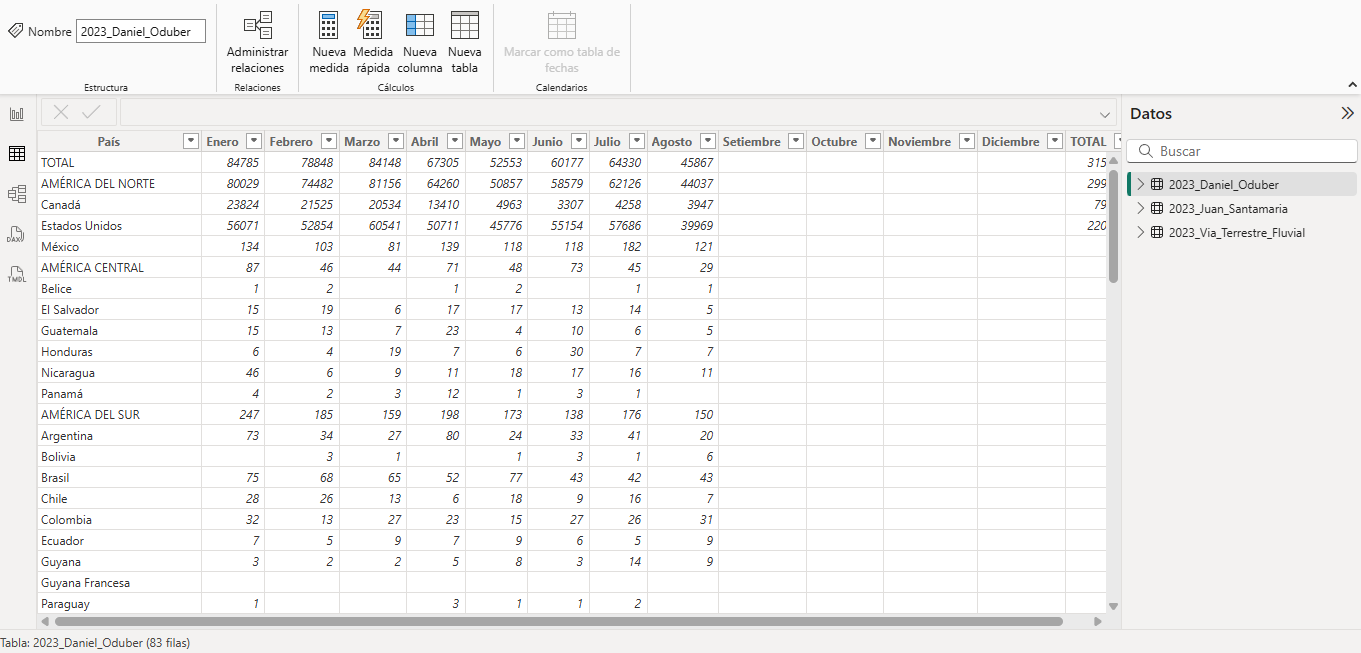 Nombre 2023_Daniel_Oduber
Administrar relaciones
Nueva medida
Medida rápida
Nueva columna
Nueva tabla
Marcar como tabla de fechas
Estructura
Relaciones
Cálculos
Calendarios
País Enero Febrero Marzo Abril Mayo Junio Julio Agosto Setiembre Octubre Noviembre Diciembre TOTAL
TOTAL 84785 78848 84148 67305 52553 60177 64330 45867 315
AMÉRICA DEL NORTE 80029 74482 81156 64260 50857 58579 62126 44037 299
Canadá 23824 21525 20534 13410 4963 3307 4258 3947 79
Estados Unidos 56071 52854 60541 50711 45776 55154 57686 39969 220
México 134 103 81 139 118 118 182 121
AMÉRICA CENTRAL 87 46 44 71 48 73 45 29
Belice 1 2 1 2 1 1
El Salvador 15 19 6 17 17 13 14 5
Guatemala 15 13 7 23 4 10 6 5
Honduras 6 4 19 7 6 30 7 7
Nicaragua 46 6 9 11 18 17 16 11
Panamá 4 2 3 12 1 3 1
AMÉRICA DEL SUR 247 185 159 198 173 138 176 150
Argentina 73 34 27 80 24 33 41 20
Bolivia 3 1 1 3 1 6
Brasil 75 68 65 52 77 43 42 43
Chile 28 26 13 6 18 9 16 7
Colombia 32 13 27 23 15 27 26 31
Ecuador 7 5 9 7 9 6 5 9
Guyana 3 2 2 5 8 3 14 9
Guyana Francesa
Paraguay 1 3 1 1 2
Tabla: 2023_Daniel_Oduber (83 filas)
Datos
Buscar
2023_Daniel_Oduber
2023_Juan_Santamaria
2023_Via_Terrestre_Fluvial
DAX
TMDL